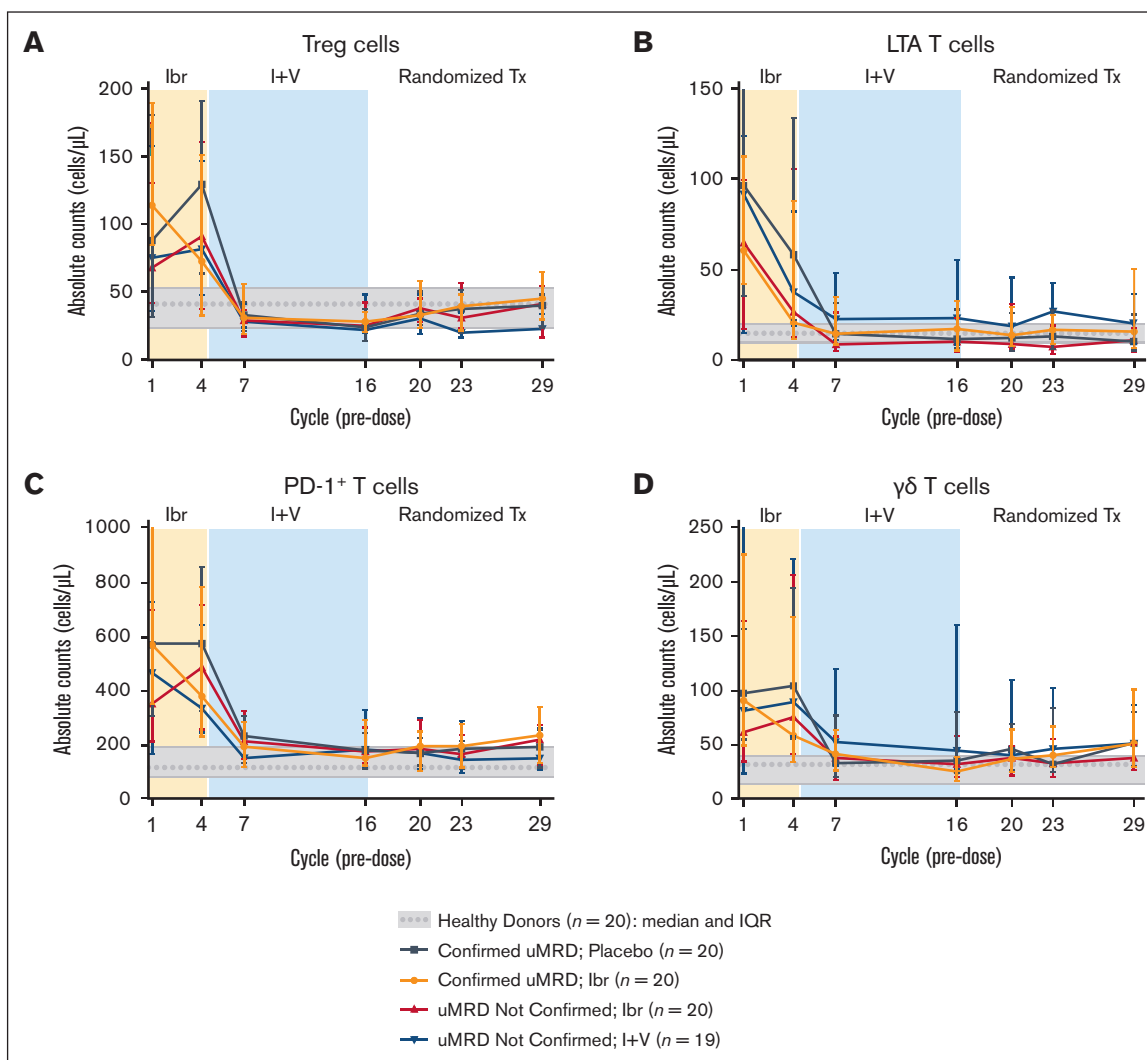 A
Treg cells
Ibr I+V Randomized Tx
Absolute counts (cells/μL)
200
150
100
50
0
1 4 7 16 20 23 29
Cycle (pre-dose)
B
LTA T cells
Ibr I+V Randomized Tx
Absolute counts (cells/μL)
150
100
50
0
1 4 7 16 20 23 29
Cycle (pre-dose)
C
PD-1⁺ T cells
Ibr I+V Randomized Tx
Absolute counts (cells/μL)
1000
800
600
400
200
0
1 4 7 16 20 23 29
Cycle (pre-dose)
D
γδ T cells
Ibr I+V Randomized Tx
Absolute counts (cells/μL)
250
200
150
100
50
0
1 4 7 16 20 23 29
Cycle (pre-dose)
Healthy Donors (n = 20): median and IQR
Confirmed uMRD; Placebo (n = 20)
Confirmed uMRD; Ibr (n = 20)
uMRD Not Confirmed; Ibr (n = 20)
uMRD Not Confirmed; I+V (n = 19)